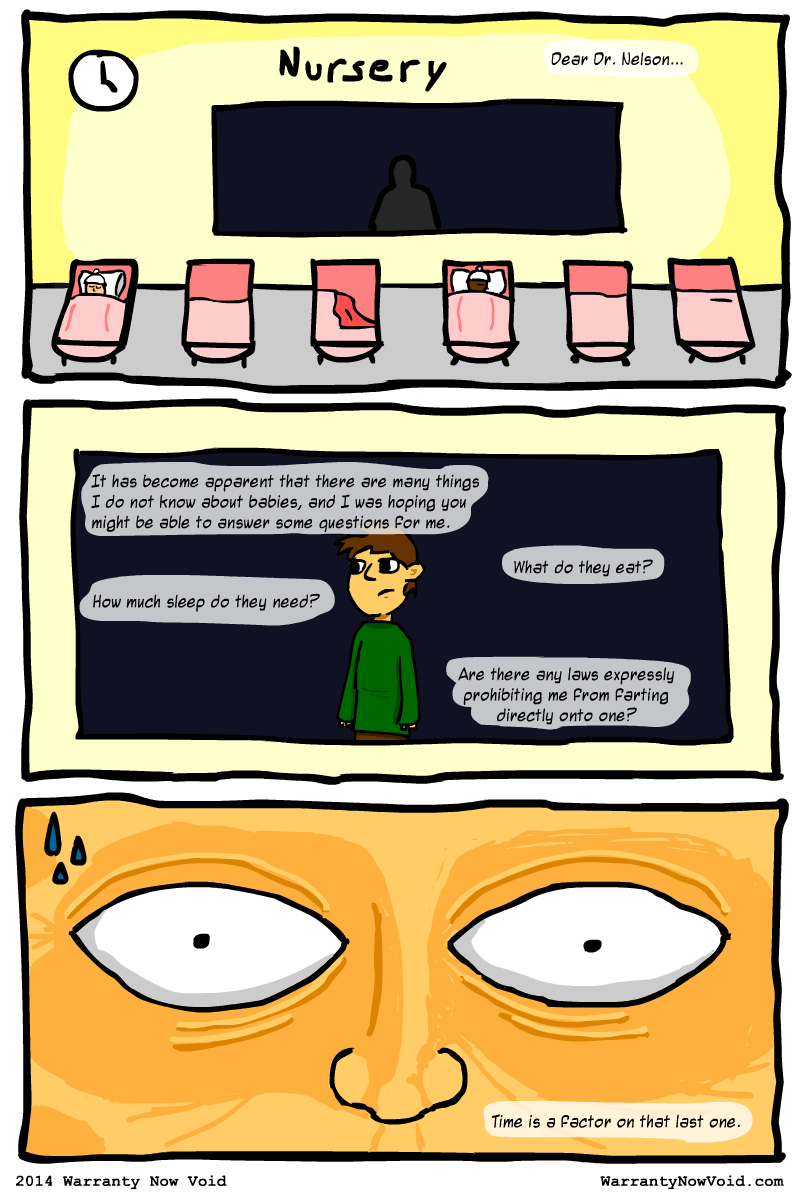 Nursery
Dear Dr. Nelson...
It has become apparent that there are many things
I do not know about babies, and I was hoping you
might be able to answer some questions for me.
What do they eat?
How much sleep do they need?
Are there any laws expressly
prohibiting me from farting
directly onto one?
Time is a factor on that last one.
2014 Warranty Now Void
WarrantyNowVoid.com